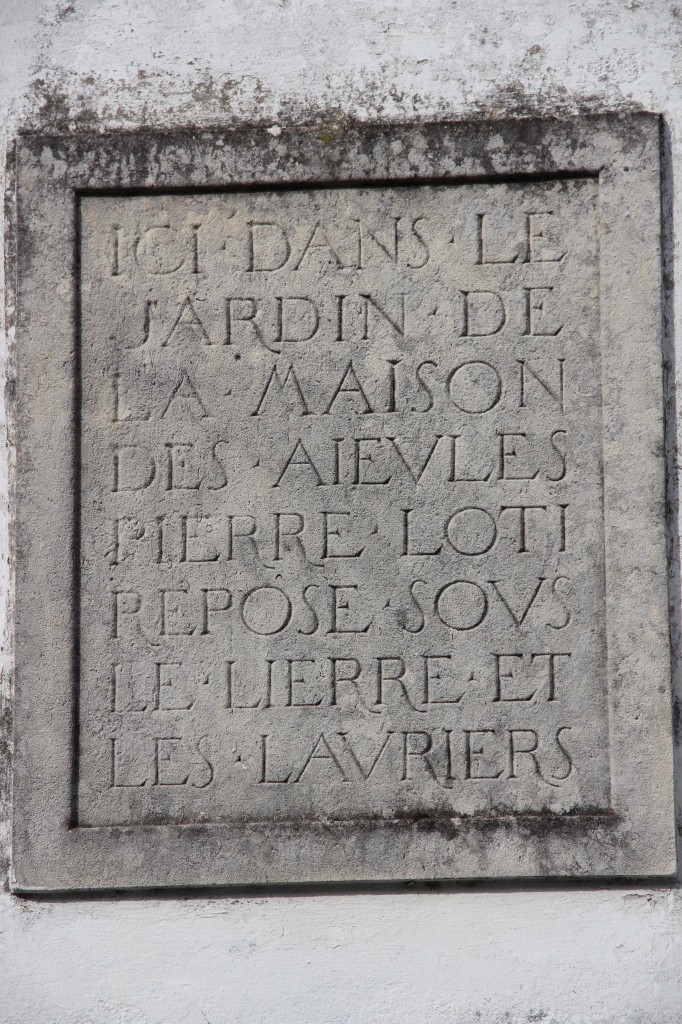 ICI · DANS · LE
JARDIN · DE
LA · MAISON
DES · AIEVLES
PIERRE · LOTI
REPOSE · SOVS
LE · LIERRE · ET
LES · LAVRIERS